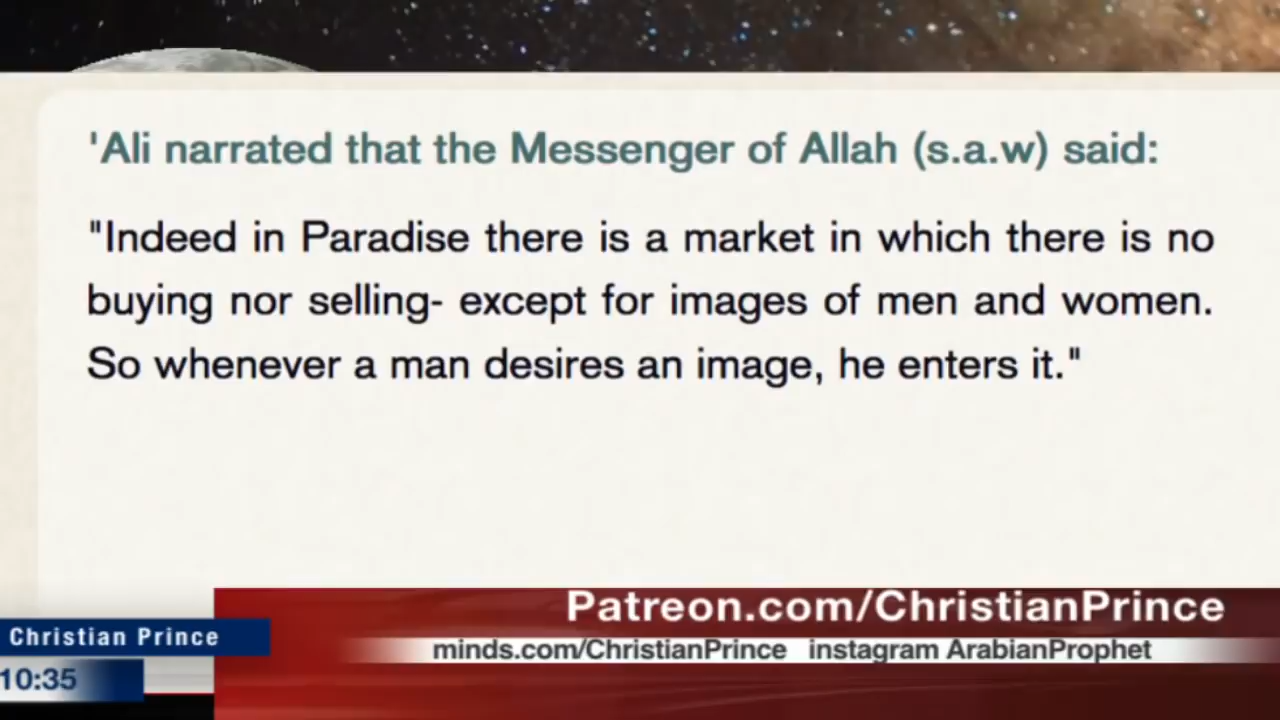 'Ali narrated that the Messenger of Allah (s.a.w) said:
"Indeed in Paradise there is a market in which there is no
buying nor selling- except for images of men and women.
So whenever a man desires an image, he enters it."
Patreon.com/ChristianPrince
Christian Prince
minds.com/ChristianPrince instagram ArabianProphet
10:35